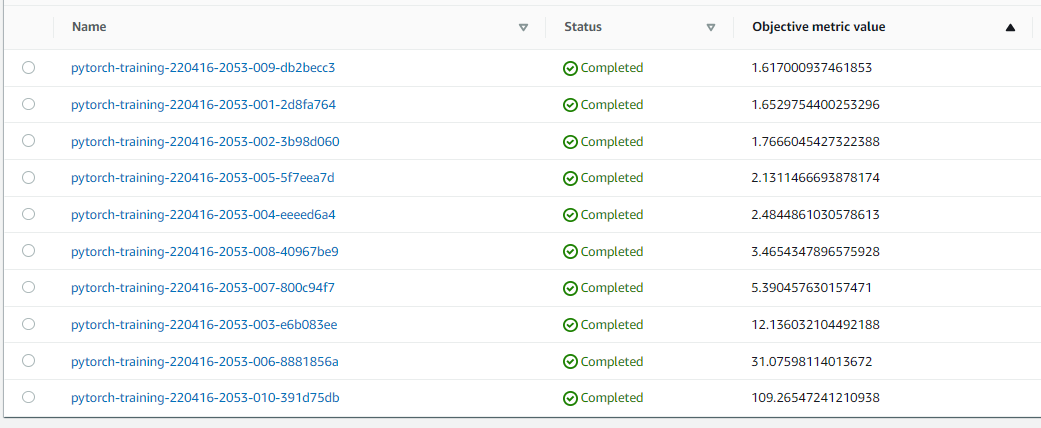 Name Status Objective metric value
pytorch-training-220416-2053-009-db2becc3 Completed 1.617000937461853
pytorch-training-220416-2053-001-2d8fa764 Completed 1.6529754400253296
pytorch-training-220416-2053-002-3b98d060 Completed 1.7666045427322388
pytorch-training-220416-2053-005-5f7eea7d Completed 2.1311466693878174
pytorch-training-220416-2053-004-eeeed6a4 Completed 2.4844861030578613
pytorch-training-220416-2053-008-40967be9 Completed 3.4654347896575928
pytorch-training-220416-2053-007-800c94f7 Completed 5.390457630157471
pytorch-training-220416-2053-003-e6b083ee Completed 12.136032104492188
pytorch-training-220416-2053-006-8881856a Completed 31.07598114013672
pytorch-training-220416-2053-010-391d75db Completed 109.26547241210938